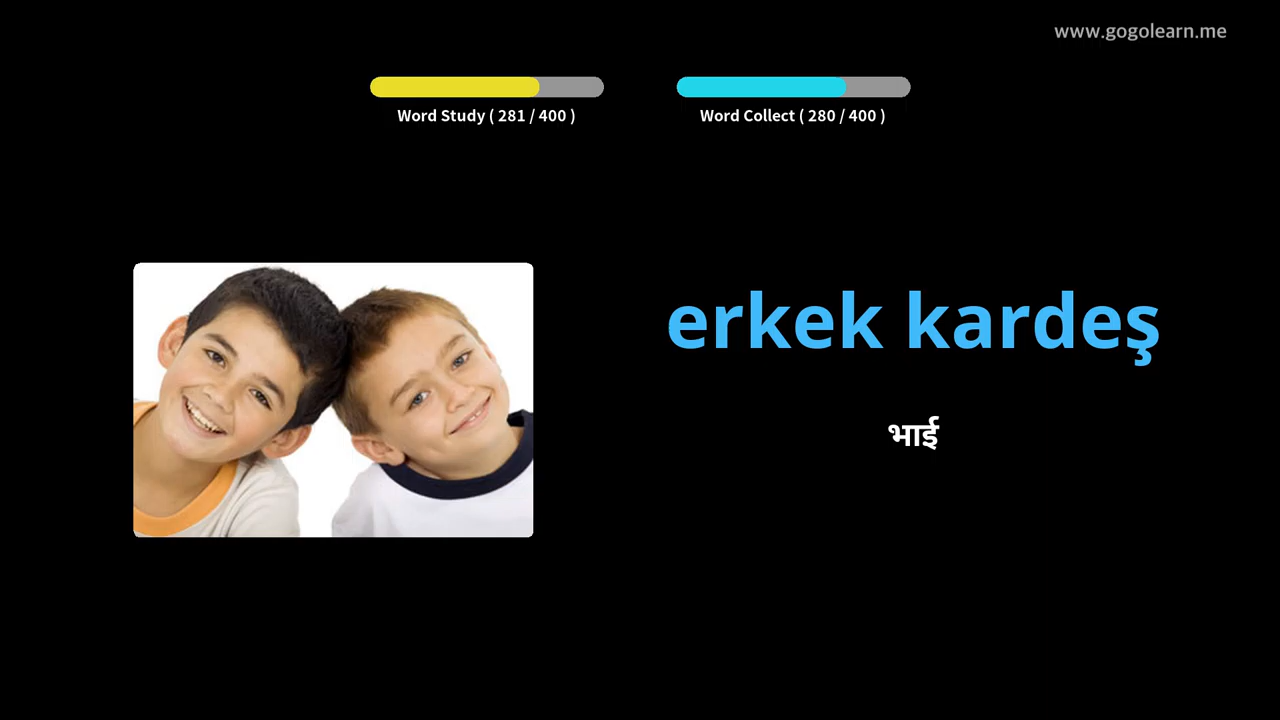 www.gogolearn.me
Word Study ( 281 / 400 )
Word Collect ( 280 / 400 )
erkek kardeş
भाई